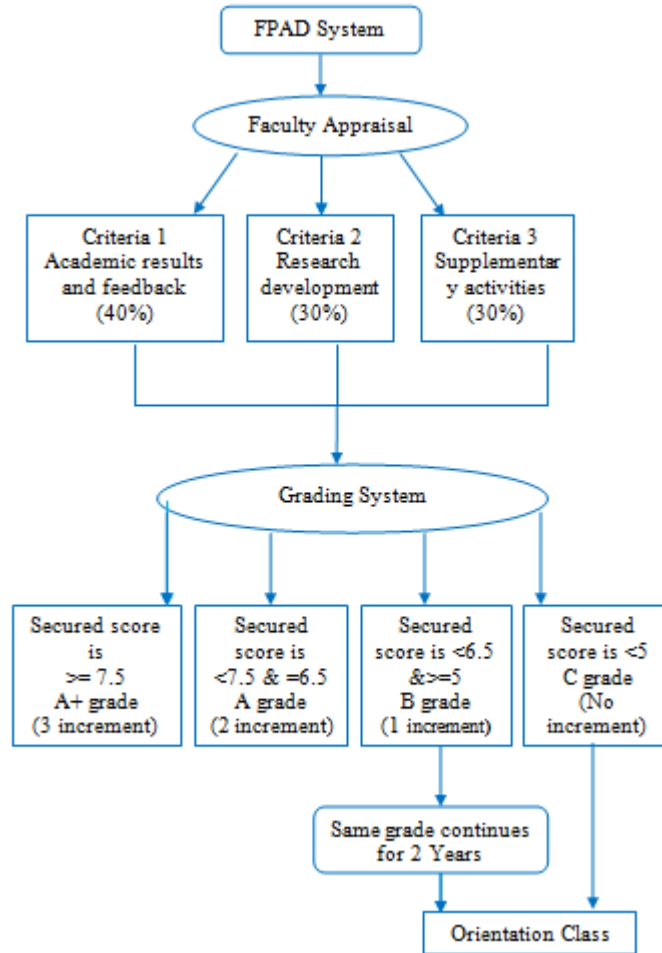 FPAD System
Faculty Appraisal
Criteria 1
Academic results
and feedback
(40%)
Criteria 2
Research
development
(30%)
Criteria 3
Supplementar
y activities
(30%)
Grading System
Secured score
is
>= 7.5
A+ grade
(3 increment)
Secured
score is
<7.5 & =6.5
A grade
(2 increment)
Secured
score is <6.5
&>=5
B grade
(1 increment)
Secured
score is <5
C grade
(No
increment)
Same grade continues
for 2 Years
Orientation Class